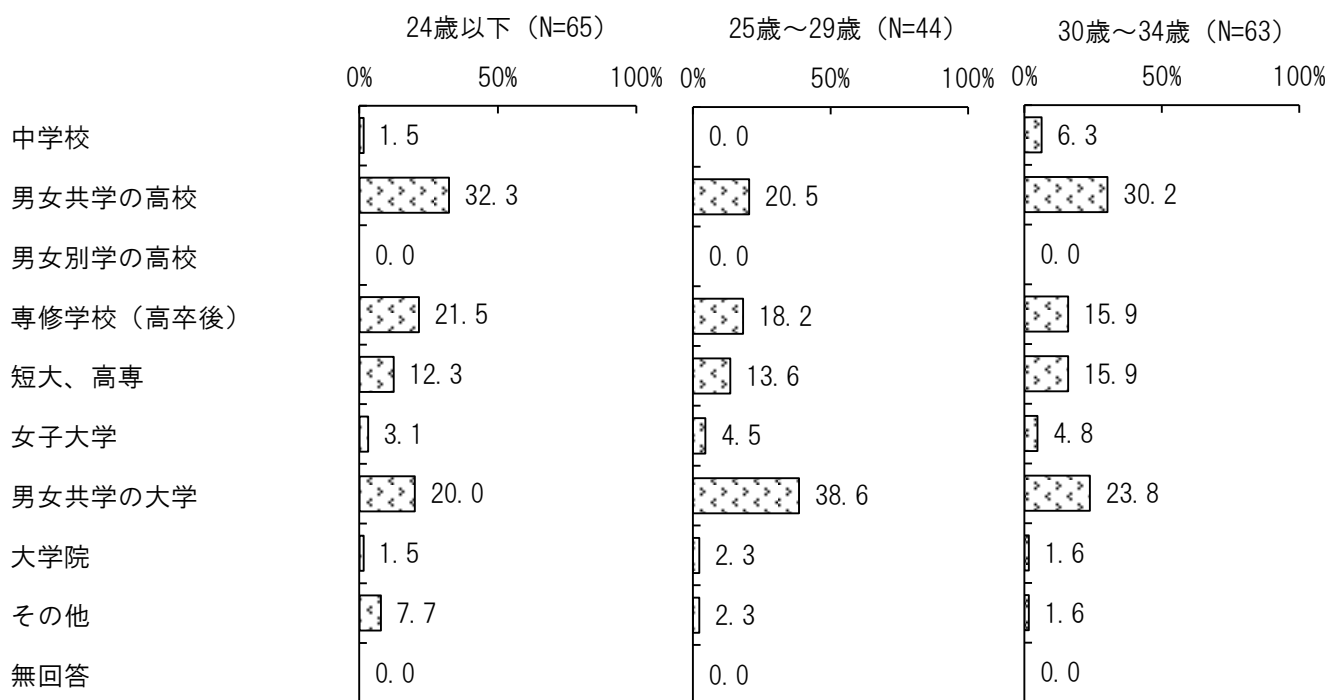 24歳以下（N=65） 25歳～29歳（N=44） 30歳～34歳（N=63）
0% 50% 100% 0% 50% 100% 0% 50% 100%
中学校 1.5 0.0 6.3
男女共学の高校 32.3 20.5 30.2
男女別学の高校 0.0 0.0 0.0
専修学校（高卒後） 21.5 18.2 15.9
短大、高専 12.3 13.6 15.9
女子大学 3.1 4.5 4.8
男女共学の大学 20.0 38.6 23.8
大学院 1.5 2.3 1.6
その他 7.7 2.3 1.6
無回答 0.0 0.0 0.0